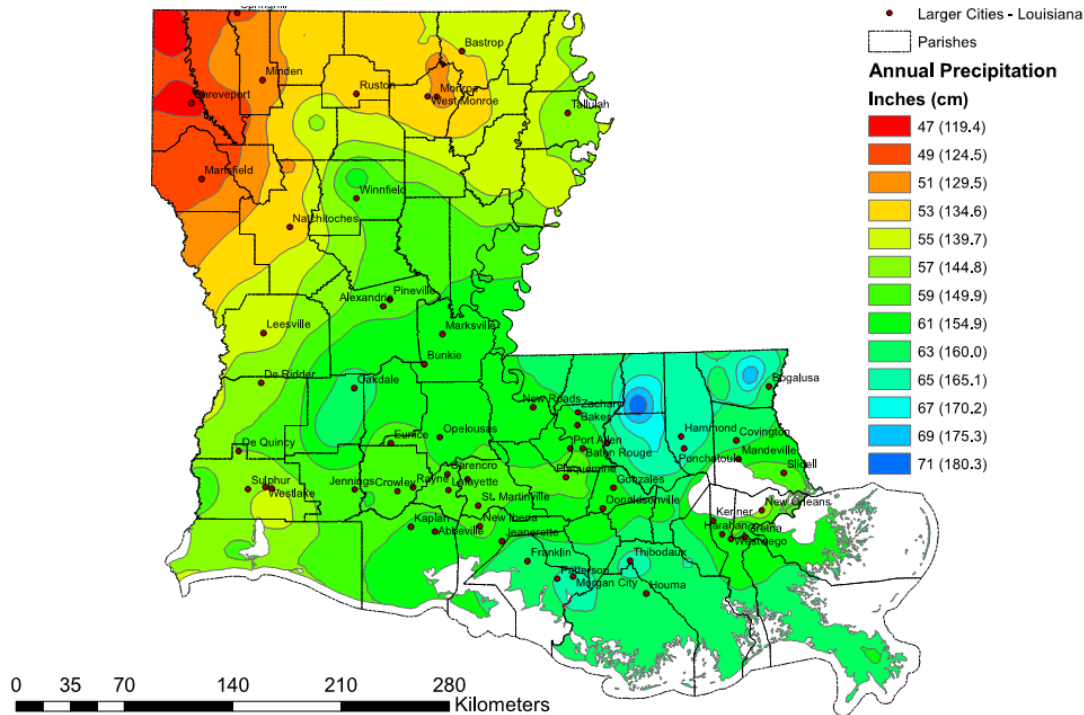 Larger Cities - Louisiana
Parishes
Annual Precipitation
Inches (cm)
47 (119.4)
49 (124.5)
51 (129.5)
53 (134.6)
55 (139.7)
57 (144.8)
59 (149.9)
61 (154.9)
63 (160.0)
65 (165.1)
67 (170.2)
69 (175.3)
71 (180.3)
Bastrop
Minden
Ruston
Monroe
West Monroe
Shreveport
Tallulah
Mansfield
Winnfield
Natchitoches
Pineville
Alexandria
Leesville
Marksville
Bunkie
De Ridder
Oakdale
Bogalusa
New Roads
Zachary
Baker
Eunice
Opelousas
Hammond
Covington
De Quincy
Port Allen
Baton Rouge
Ponchatoula
Mandeville
Slidell
Plaquemine
Sulphur
Westlake
Jennings
Crowley
Rayne
Carencro
Lafayette
Gonzales
St. Martinville
Donaldsonville
New Orleans
Kenner
Kaplan
Abbeville
New Iberia
Jeanerette
Harahan
Gretna
Westwego
Franklin
Thibodaux
Patterson
Morgan City
Houma
0 35 70 140 210 280
Kilometers